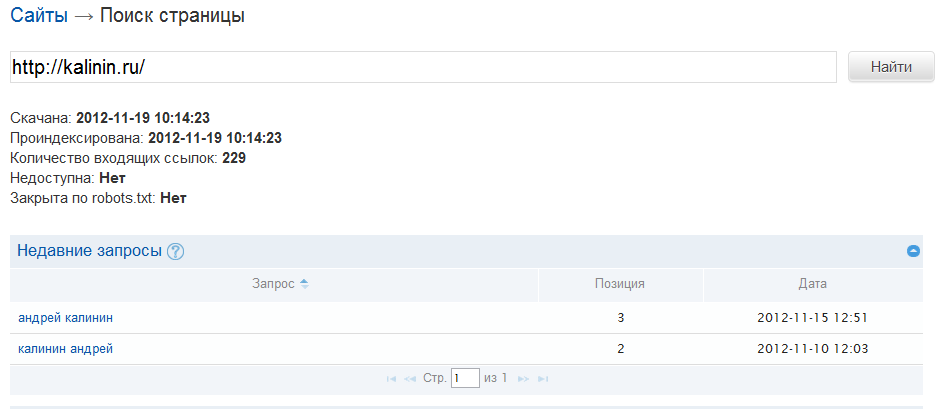 Сайты → Поиск страницы
http://kalinin.ru/ Найти
Скачана: 2012-11-19 10:14:23
Проиндексирована: 2012-11-19 10:14:23
Количество входящих ссылок: 229
Недоступна: Нет
Закрыта по robots.txt: Нет
Недавние запросы ?
Запрос Позиция Дата
андрей калинин 3 2012-11-15 12:51
калинин андрей 2 2012-11-10 12:03
Стр. 1 из 1